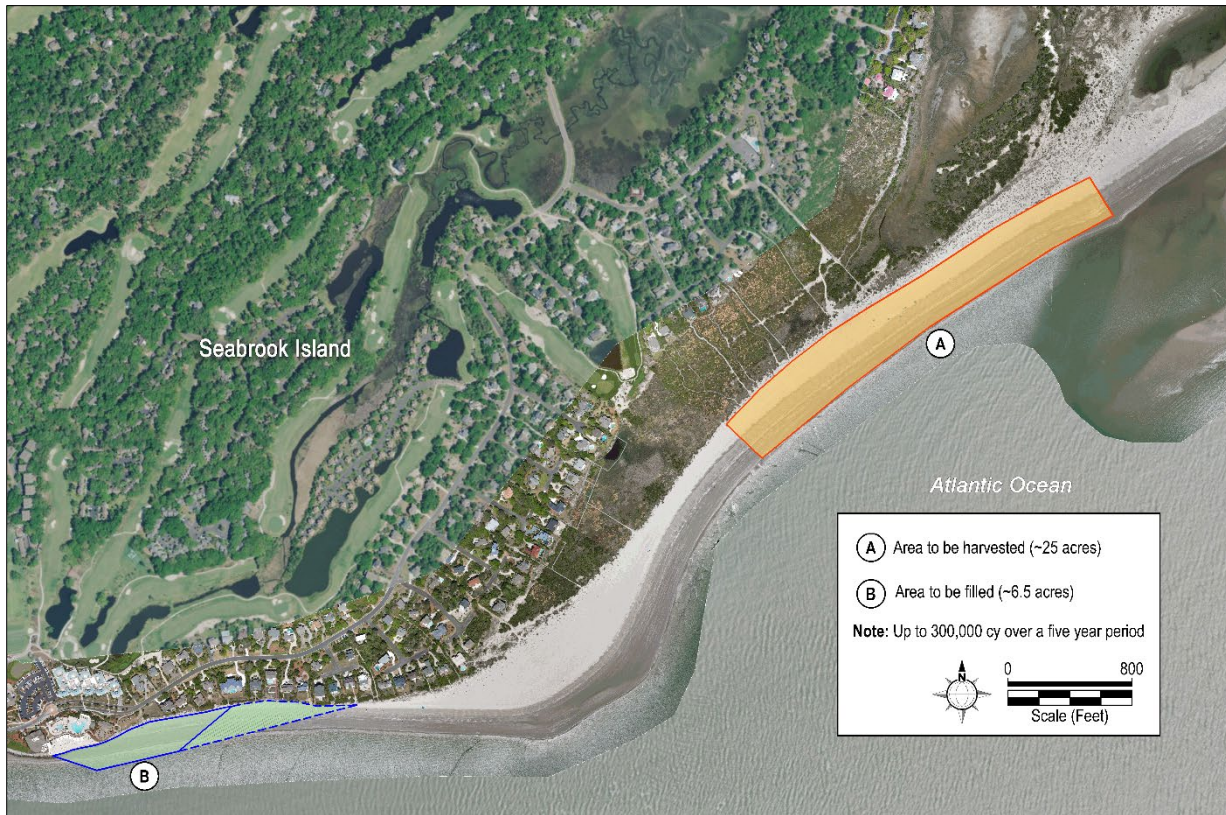 Seabrook Island
A
Atlantic Ocean
A Area to be harvested (~25 acres)
B Area to be filled (~6.5 acres)
Note: Up to 300,000 cy over a five year period
N
0 800
Scale (Feet)
B